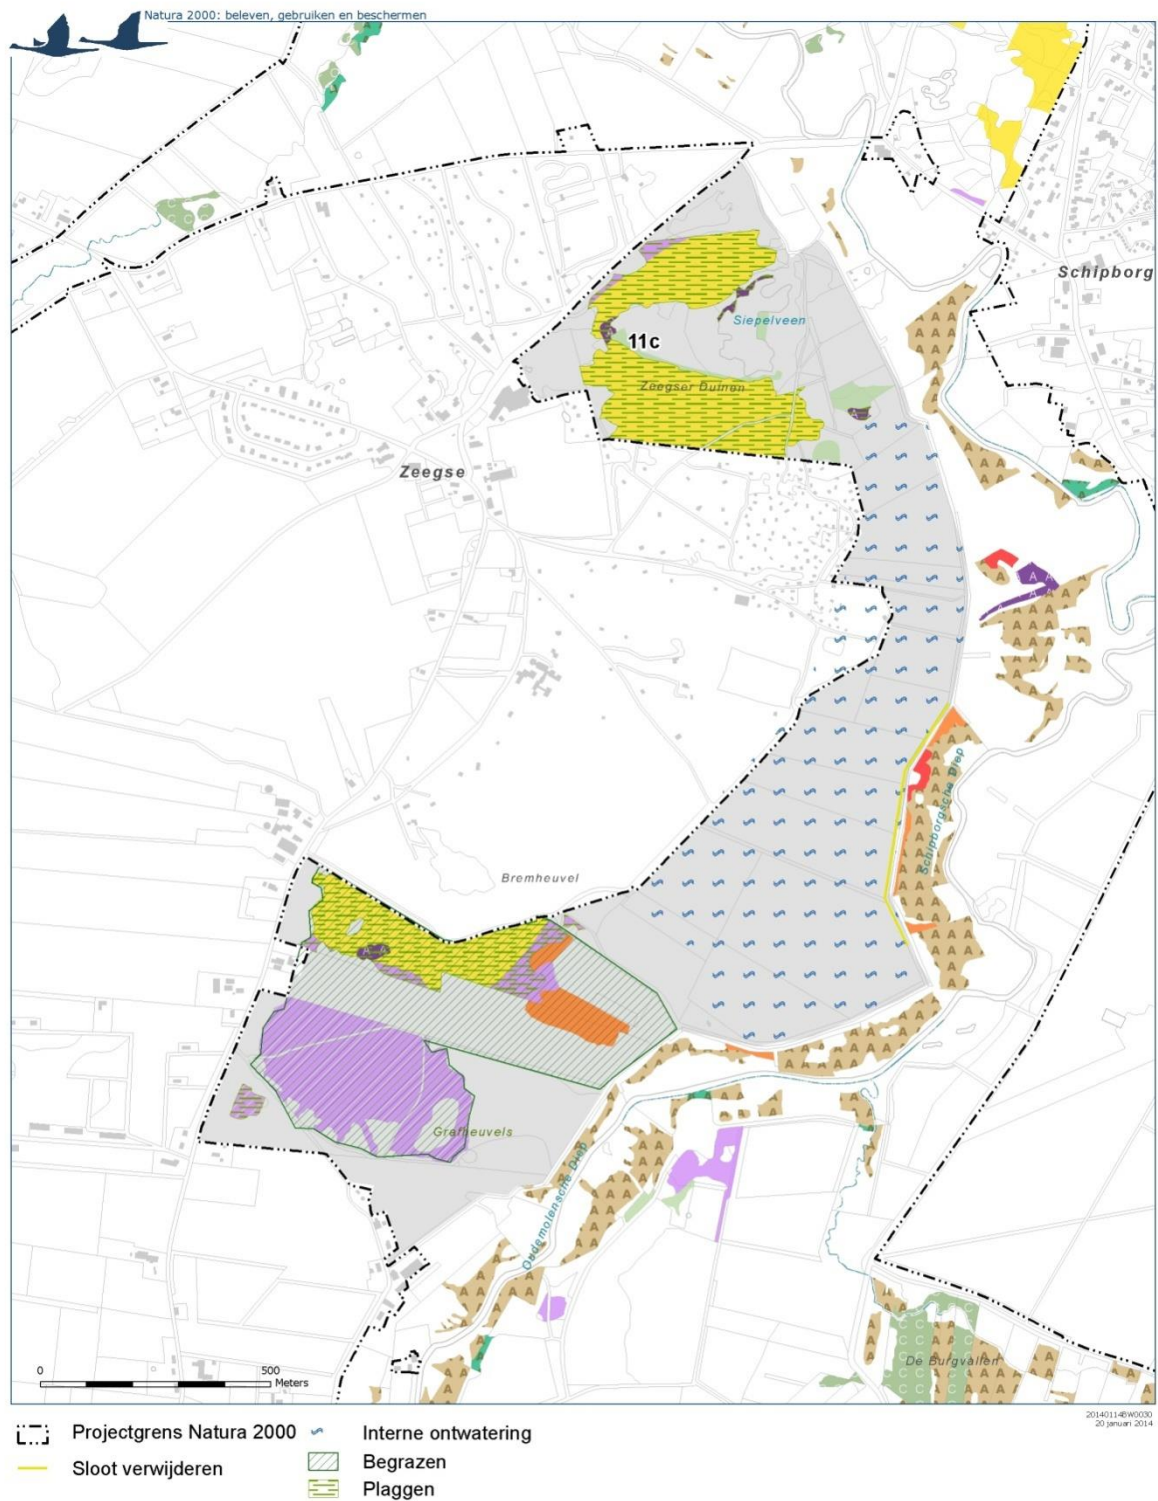 Natura 2000: beleven, gebruiken en beschermen
Schipborg
Siepelveen
11c
Zeegser Duinen
Zeegse
Schipborgsche Diep
Bremheuvel
Grafheuvels
Oudemolensche Diep
De Burgvallen
0 500
Meters
20140114BW0030
20 januari 2014
Projectgrens Natura 2000
Interne ontwatering
Sloot verwijderen
Begrazen
Plaggen